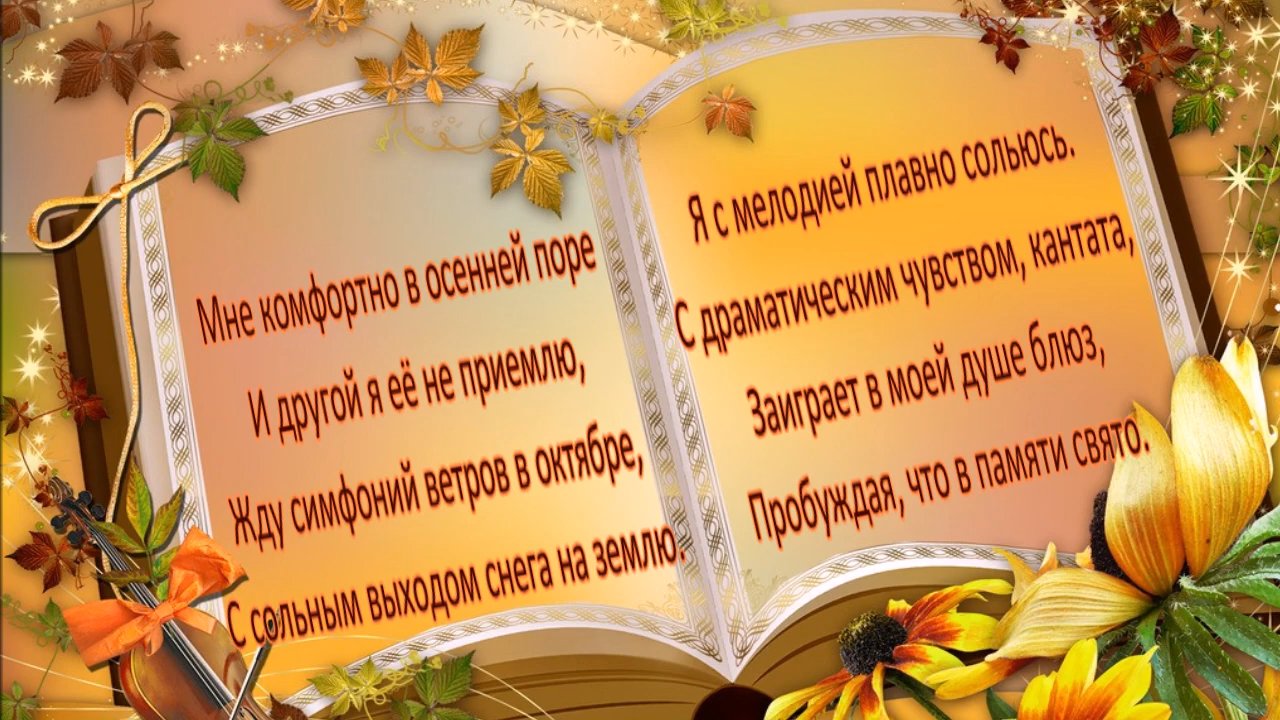 Мне комфортно в осенней поре
И другой я её не приемлю,
Жду симфоний ветров в октябре,
С сольным выходом снега на землю.
Я с мелодией плавно сольюсь.
С драматическим чувством, кантата,
Заиграет в моей душе блюз,
Пробуждая, что в памяти свято.